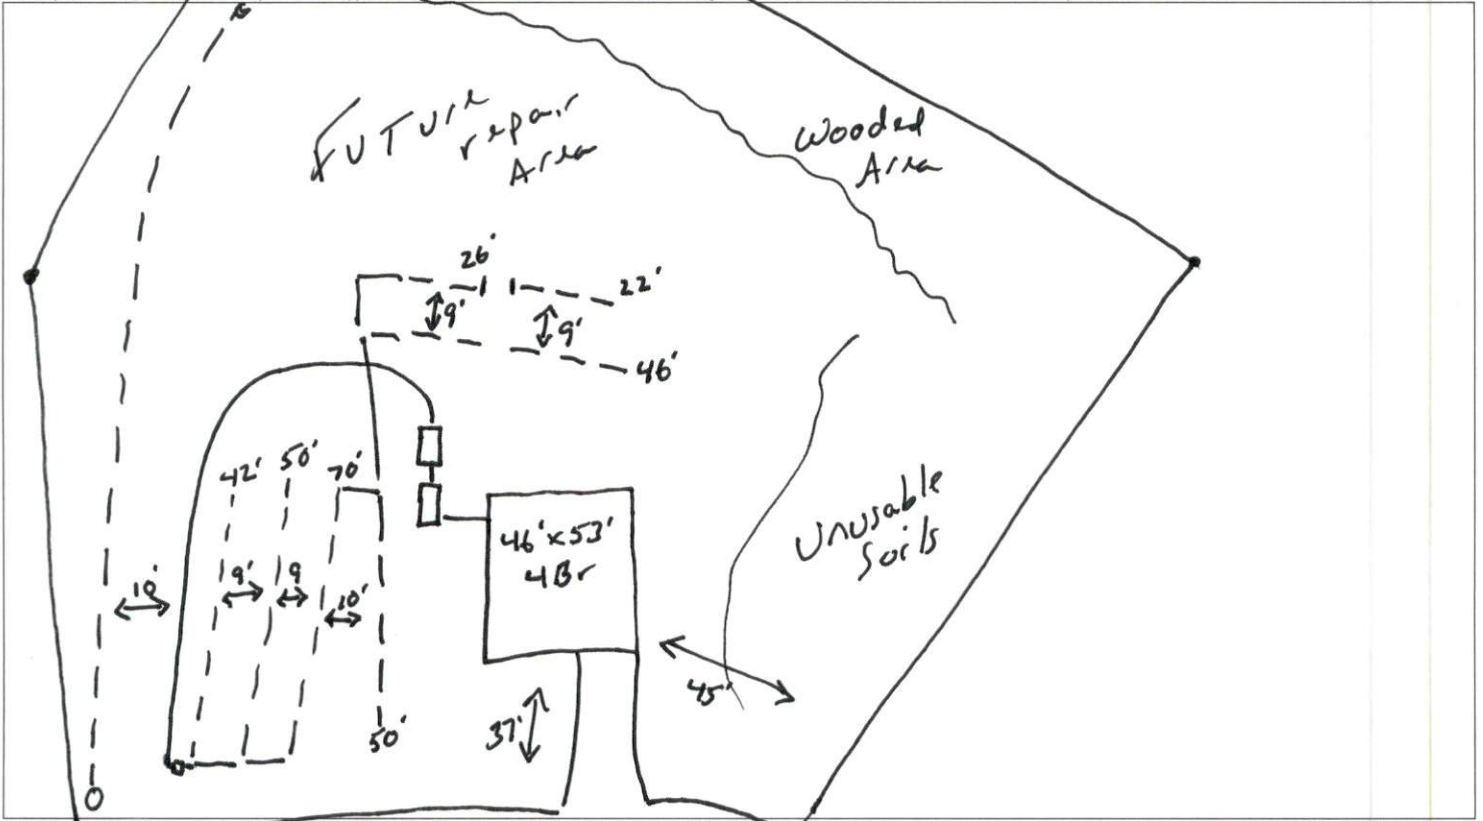 FUTURE
repair
Area
Wooded
Area
26'
22'
9'
9'
46'
42'
50'
70'
46'x53'
4Br
Unusable
Soils
10'
9'
9
10'
45'
37'
50'